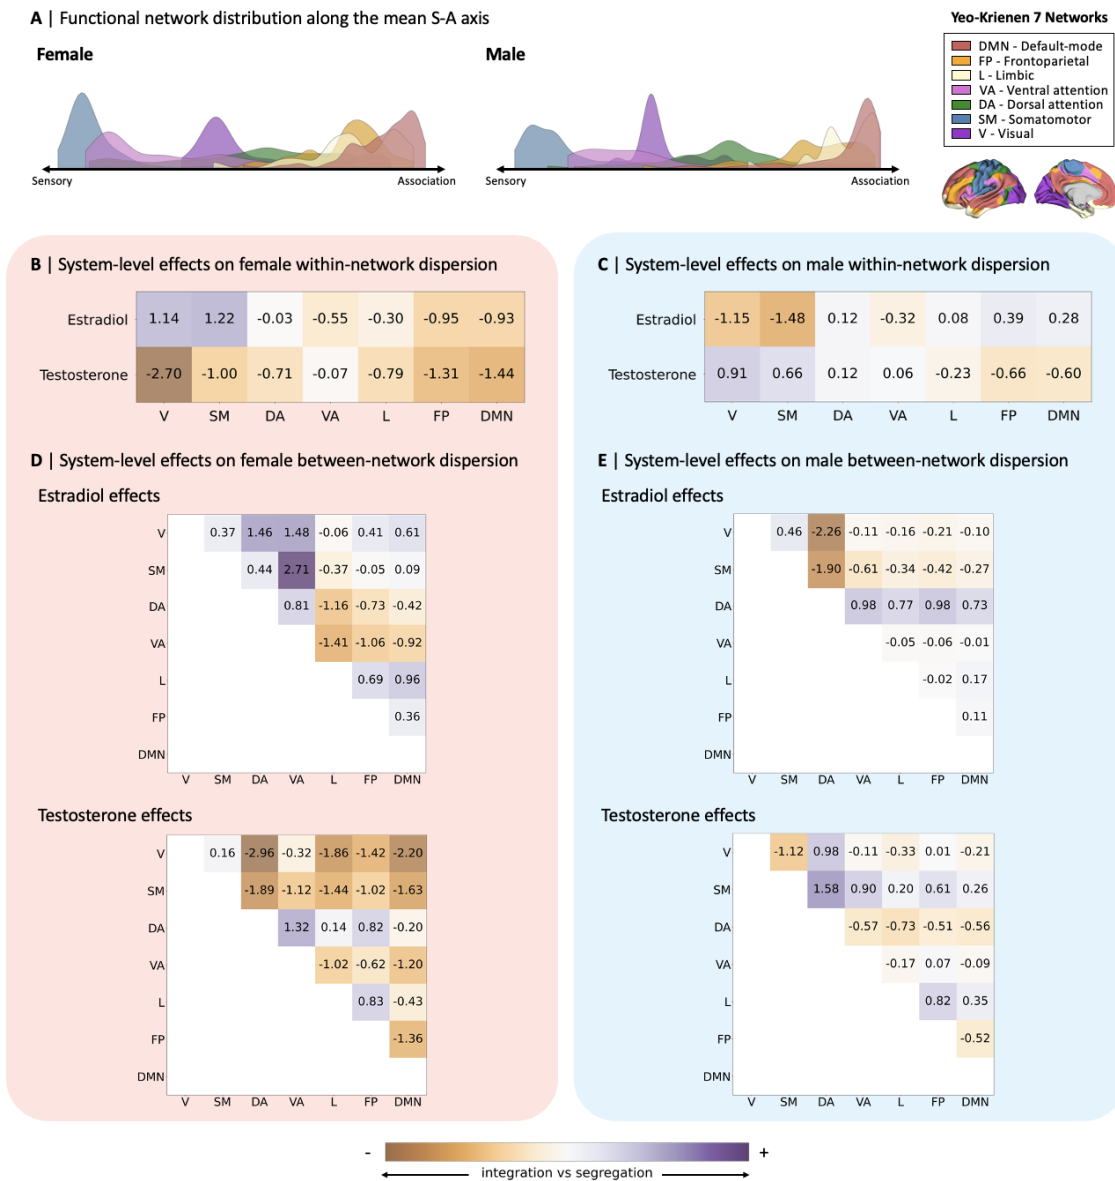 A | Functional network distribution along the mean S-A axis
Yeo-Krienen 7 Networks
Female
Male
DMN - Default-mode
FP - Frontoparietal
L - Limbic
VA - Ventral attention
DA - Dorsal attention
SM - Somatomotor
V - Visual
Sensory
Association
Sensory
Association
B | System-level effects on female within-network dispersion
Estradiol 1.14 1.22 -0.03 -0.55 -0.30 -0.95 -0.93
Testosterone -2.70 -1.00 -0.71 -0.07 -0.79 -1.31 -1.44
V SM DA VA L FP DMN
C | System-level effects on male within-network dispersion
Estradiol -1.15 -1.48 0.12 -0.32 0.08 0.39 0.28
Testosterone 0.91 0.66 0.12 0.06 -0.23 -0.66 -0.60
V SM DA VA L FP DMN
D | System-level effects on female between-network dispersion
Estradiol effects
V 0.37 1.46 1.48 -0.06 0.41 0.61
SM 0.44 2.71 -0.37 -0.05 0.09
DA 0.81 -1.16 -0.73 -0.42
VA -1.41 -1.06 -0.92
L 0.69 0.96
FP 0.36
DMN
V SM DA VA L FP DMN
Testosterone effects
V 0.16 -2.96 -0.32 -1.86 -1.42 -2.20
SM -1.89 -1.12 -1.44 -1.02 -1.63
DA 1.32 0.14 0.82 -0.20
VA -1.02 -0.62 -1.20
L 0.83 -0.43
FP -1.36
DMN
V SM DA VA L FP DMN
E | System-level effects on male between-network dispersion
Estradiol effects
V 0.46 -2.26 -0.11 -0.16 -0.21 -0.10
SM -1.90 -0.61 -0.34 -0.42 -0.27
DA 0.98 0.77 0.98 0.73
VA -0.05 -0.06 -0.01
L -0.02 0.17
FP 0.11
DMN
V SM DA VA L FP DMN
Testosterone effects
V -1.12 0.98 -0.11 -0.33 0.01 -0.21
SM 1.58 0.90 0.20 0.61 0.26
DA -0.57 -0.73 -0.51 -0.56
VA -0.17 0.07 -0.09
L 0.82 0.35
FP -0.52
DMN
V SM DA VA L FP DMN
- +
integration vs segregation